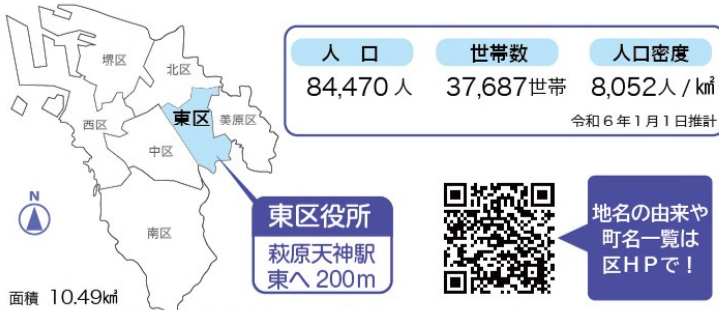 堺区
北区
東区
美原区
西区
中区
南区
N
面積 10.49㎢
東区役所
萩原天神駅
東へ200m
人口 世帯数 人口密度
84,470人 37,687世帯 8,052人/㎢
令和6年1月1日推計
地名の由来や
町名一覧は
区HPで！